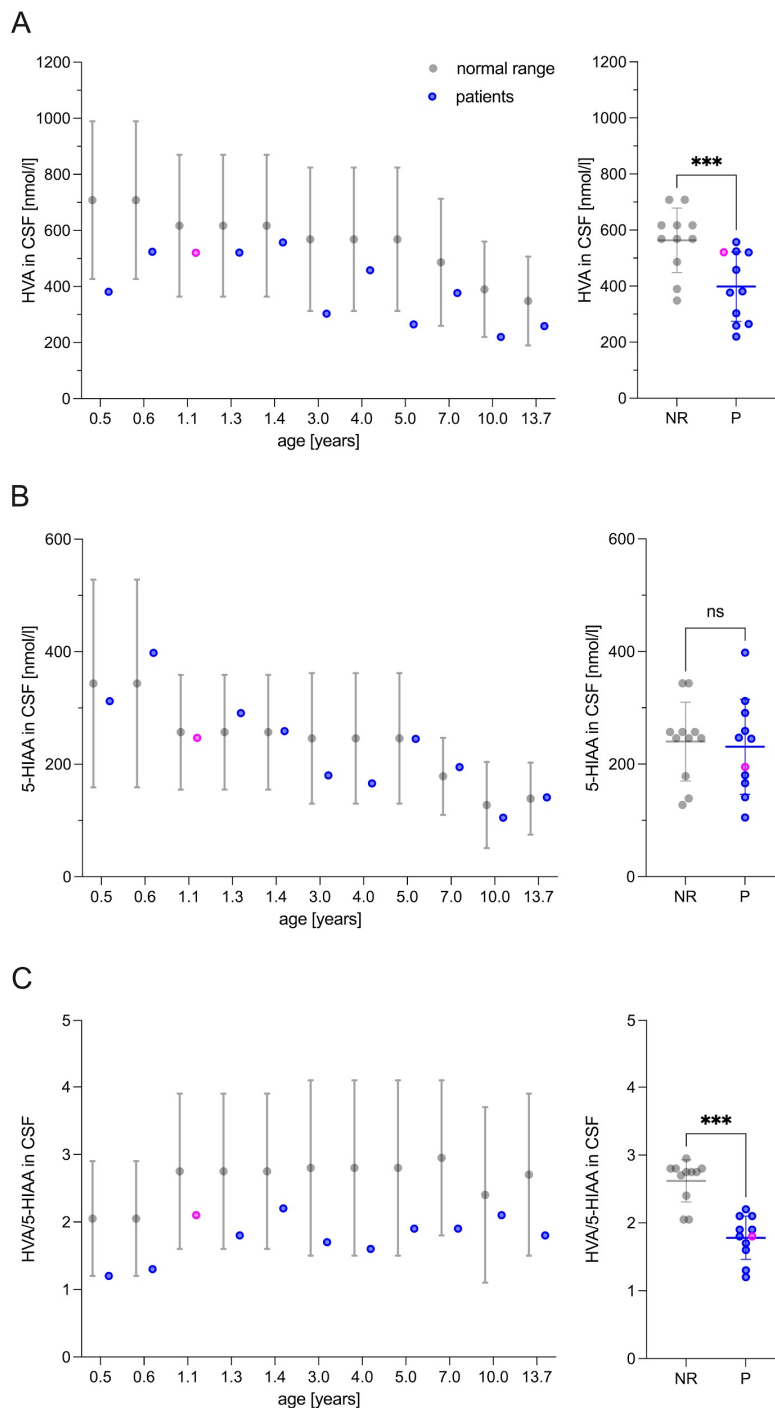 A
HVA in CSF [nmol/l]
1200
1000
800
600
400
200
0
normal range
patients
0.5 0.6 1.1 1.3 1.4 3.0 4.0 5.0 7.0 10.0 13.7
age [years]
HVA in CSF [nmol/l]
1200
1000
800
600
400
200
0
***
NR P
B
5-HIAA in CSF [nmol/l]
600
400
200
0
0.5 0.6 1.1 1.3 1.4 3.0 4.0 5.0 7.0 10.0 13.7
age [years]
5-HIAA in CSF [nmol/l]
600
400
200
0
ns
NR P
C
HVA/5-HIAA in CSF
5
4
3
2
1
0
0.5 0.6 1.1 1.3 1.4 3.0 4.0 5.0 7.0 10.0 13.7
age [years]
HVA/5-HIAA in CSF
5
4
3
2
1
0
***
NR P